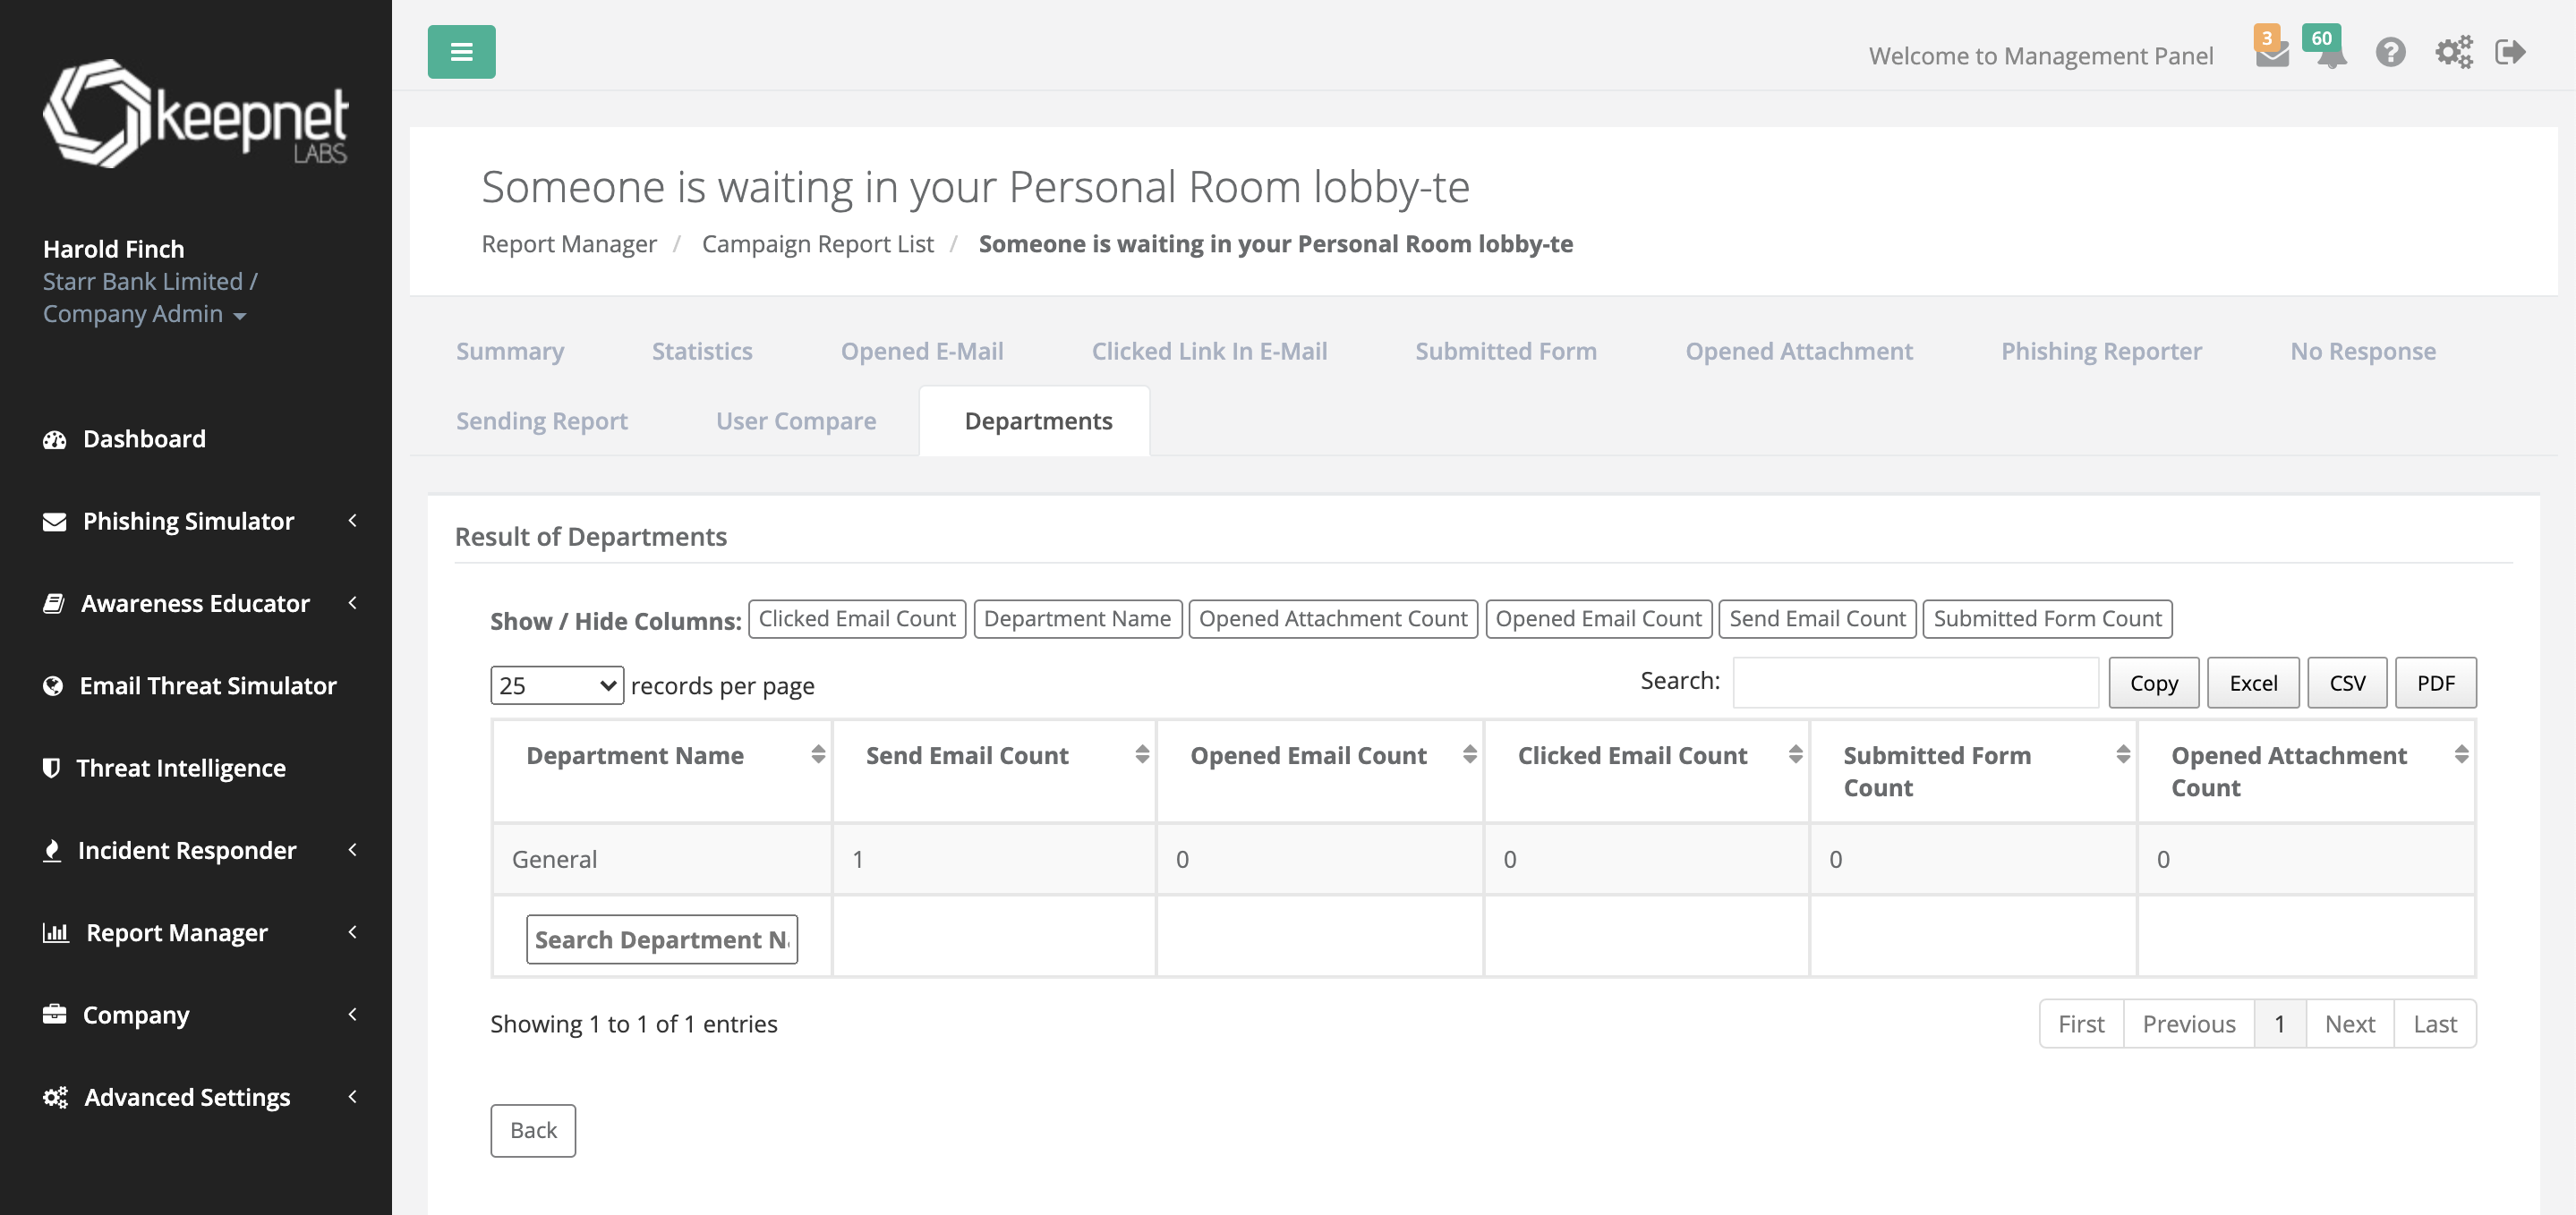 keepnet
LABS
Harold Finch
Starr Bank Limited /
Company Admin
Dashboard
Phishing Simulator
Awareness Educator
Email Threat Simulator
Threat Intelligence
Incident Responder
Report Manager
Company
Advanced Settings
Welcome to Management Panel
3
60
Someone is waiting in your Personal Room lobby-te
Report Manager / Campaign Report List / Someone is waiting in your Personal Room lobby-te
Summary Statistics Opened E-Mail Clicked Link In E-Mail Submitted Form Opened Attachment Phishing Reporter No Response
Sending Report User Compare Departments
Result of Departments
Show / Hide Columns: Clicked Email Count Department Name Opened Attachment Count Opened Email Count Send Email Count Submitted Form Count
25 records per page Search: Copy Excel CSV PDF
Department Name Send Email Count Opened Email Count Clicked Email Count Submitted Form Count Opened Attachment Count
General 1 0 0 0 0
Search Department N
Showing 1 to 1 of 1 entries First Previous 1 Next Last
Back